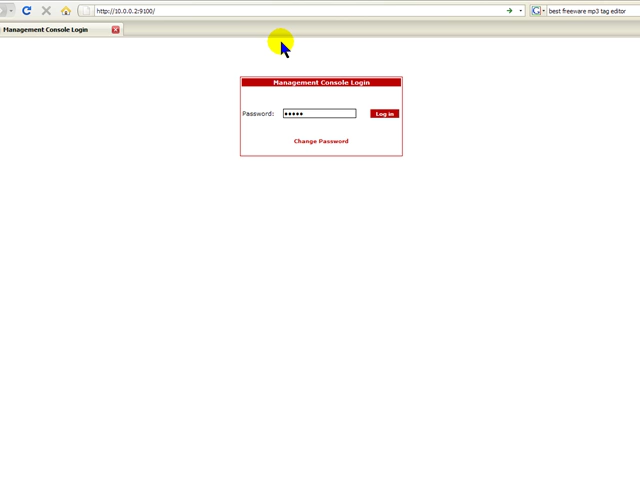 http://10.0.0.2:9100/
best freeware mp3 tag editor
Management Console Login
Management Console Login
Password: ●●●●● Log in
Change Password